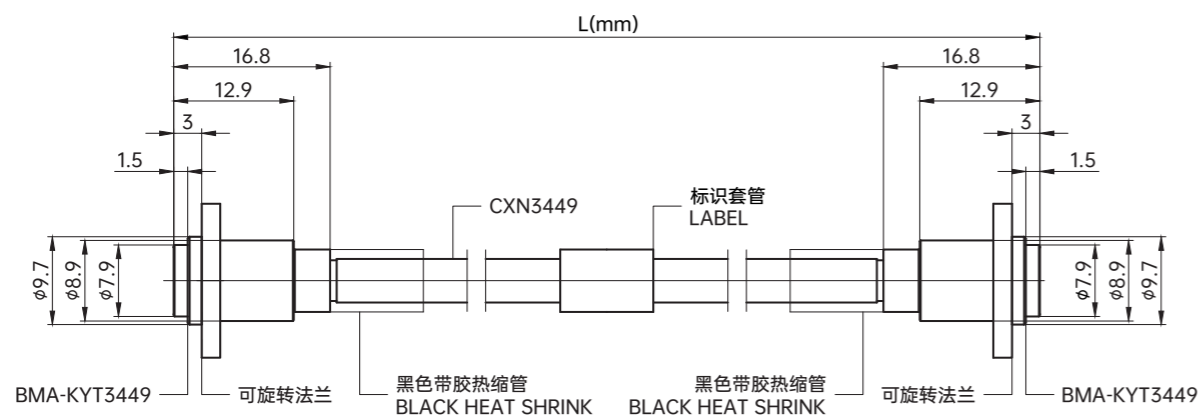 L(mm)
16.8
16.8
12.9
12.9
3
3
1.5
1.5
CXN3449
标识套管
LABEL
φ9.7
φ8.9
φ7.9
φ7.9
φ8.9
φ9.7
BMA-KYT3449
可旋转法兰
黑色带胶热缩管
BLACK HEAT SHRINK
黑色带胶热缩管
BLACK HEAT SHRINK
可旋转法兰
BMA-KYT3449